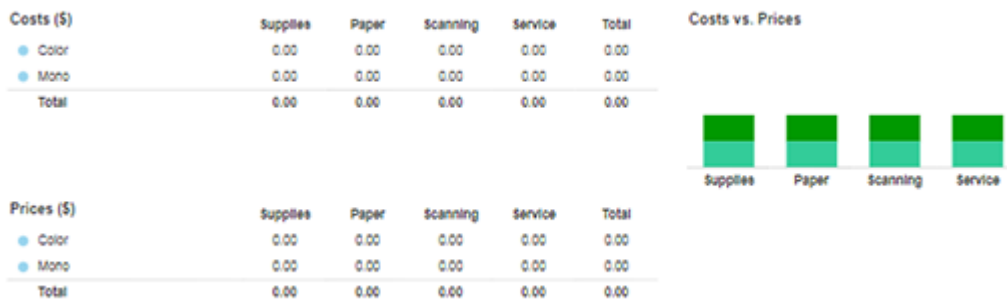 Costs ($) Supplies Paper Scanning Service Total
Color 0.00 0.00 0.00 0.00 0.00
Mono 0.00 0.00 0.00 0.00 0.00
Total 0.00 0.00 0.00 0.00 0.00
Prices ($) Supplies Paper Scanning Service Total
Color 0.00 0.00 0.00 0.00 0.00
Mono 0.00 0.00 0.00 0.00 0.00
Total 0.00 0.00 0.00 0.00 0.00
Costs vs. Prices
Supplies Paper Scanning Service